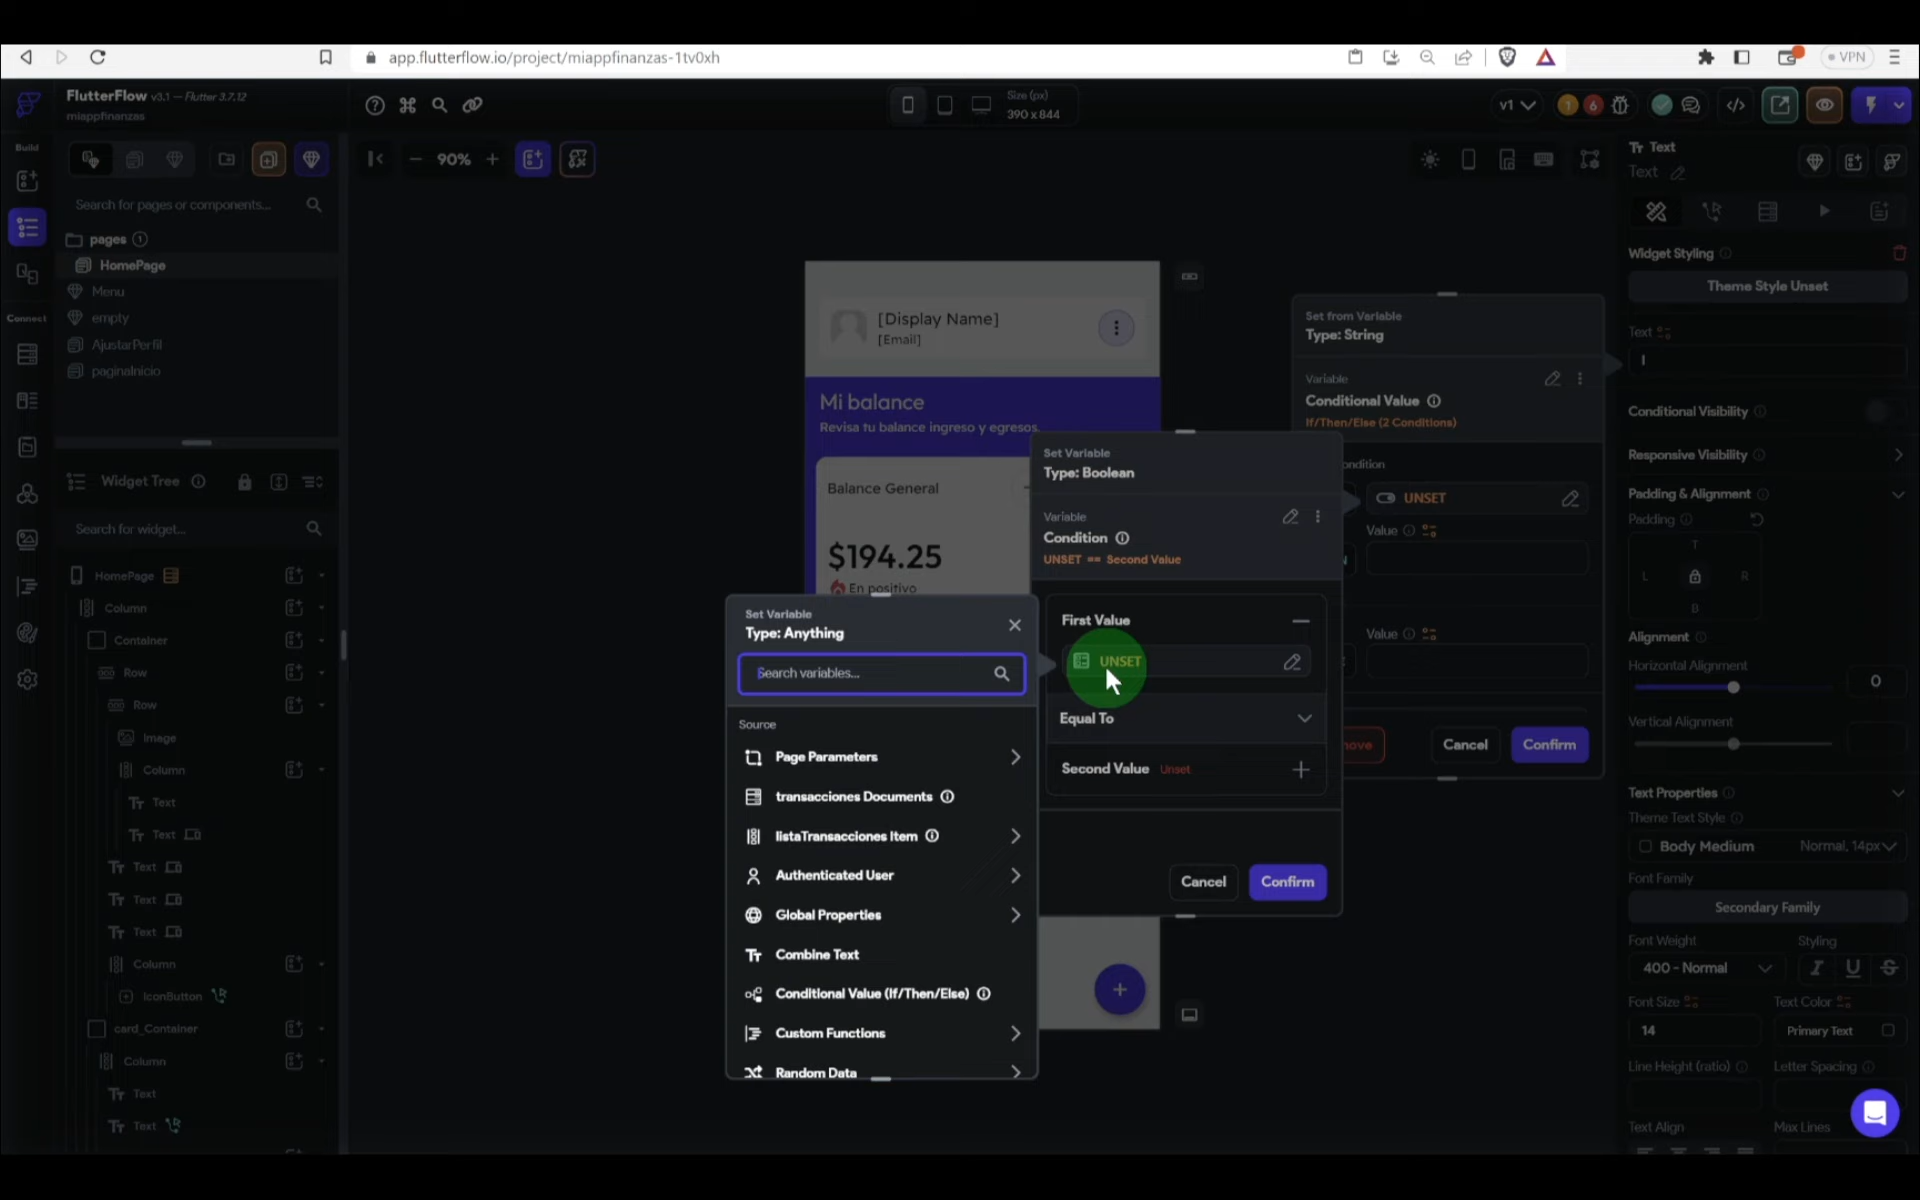 app.flutterflow.io/project/miappfinanzas-1tv0xh
VPN
FlutterFlow v3.1 — Flutter 3.7.12
miappfinanzas
Size (px)
390 x 844
v1
1
6
Build
90%
Search for pages or components...
pages 1
HomePage
Menu
empty
AjustarPerfil
paginaInicio
Connect
Widget Tree
Search for widget...
HomePage
Column
Container
Row
Row
Image
Column
Text
Text
Text
Text
Text
Column
IconButton
card_Container
Column
Text
Text
[Display Name]
[Email]
Mi balance
Revisa tu balance ingreso y egresos.
Balance General
$194.25
En positivo
Set Variable
Type: Anything
Search variables...
Source
Page Parameters
transacciones Documents
listaTransacciones Item
Authenticated User
Global Properties
Combine Text
Conditional Value (If/Then/Else)
Custom Functions
Random Data
Set Variable
Type: Boolean
Variable
Condition
UNSET == Second Value
First Value
UNSET
Equal To
Second Value Unset
Cancel
Confirm
Set from Variable
Type: String
Variable
Conditional Value
If/Then/Else (2 Conditions)
ondition
UNSET
Value
Value
ove
Cancel
Confirm
Text
Text
Widget Styling
Theme Style Unset
Text
Conditional Visibility
Responsive Visibility
Padding & Alignment
Padding
T
L
R
B
Alignment
Horizontal Alignment
0
Vertical Alignment
Text Properties
Theme Text Style
Body Medium
Normal, 14px
Font Family
Secondary Family
Font Weight
Styling
400 - Normal
I U S
Font Size
Text Color
14
Primary Text
Line Height (ratio)
Letter Spacing
Text Align
Max Lines